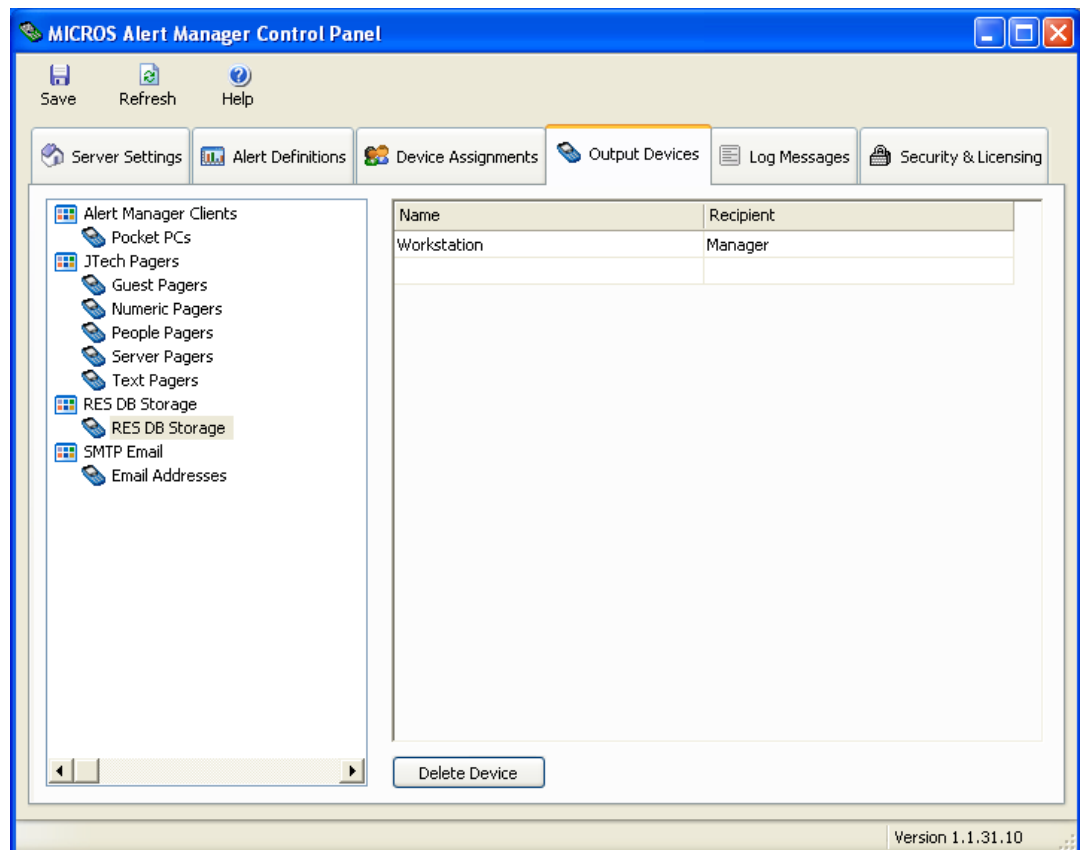 MICROS Alert Manager Control Panel
Save Refresh Help
Server Settings Alert Definitions Device Assignments Output Devices Log Messages Security & Licensing
Alert Manager Clients
Pocket PCs
JTech Pagers
Guest Pagers
Numeric Pagers
People Pagers
Server Pagers
Text Pagers
RES DB Storage
RES DB Storage
SMTP Email
Email Addresses
Name Recipient
Workstation Manager
Delete Device
Version 1.1.31.10